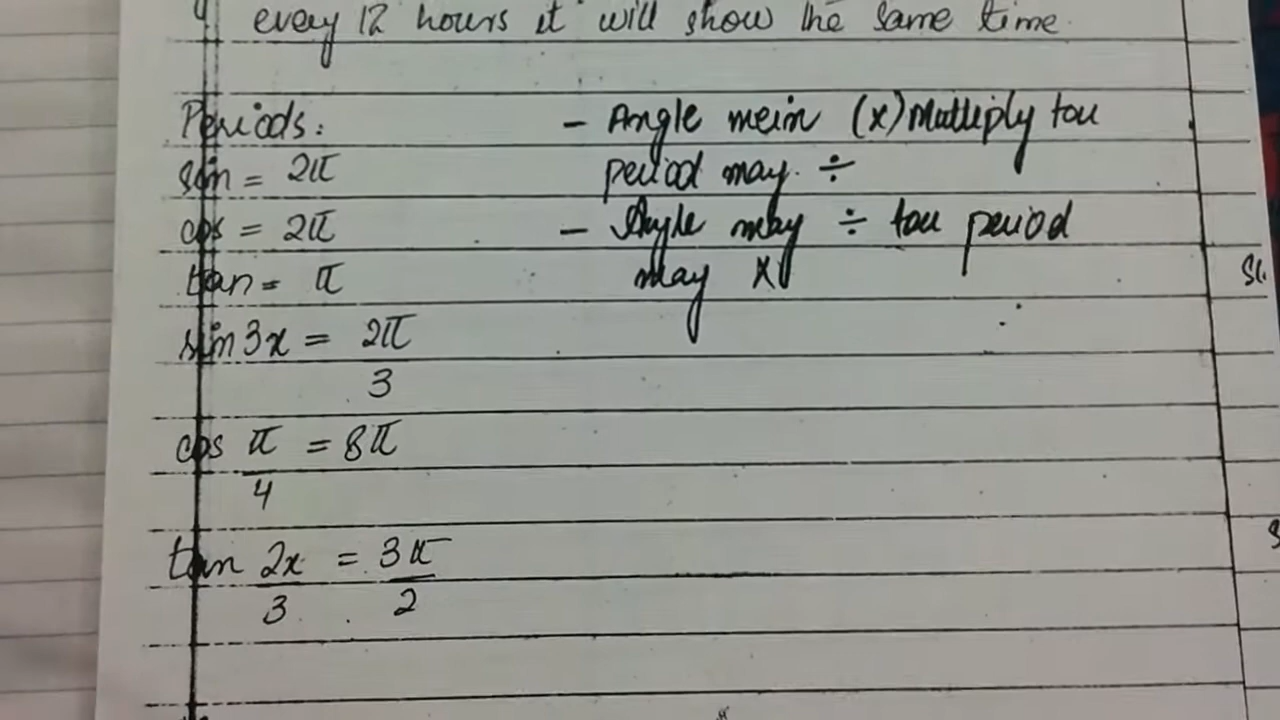 every 12 hours it will show the same time.
Periods:
sin = 2π
cos = 2π
tan = π
sin 3x = 2π/3
cos π/4 = 8π
tan 2x/3 = 3π/2
- Angle mein (x) Multiply tou
period may ÷
- Angle may ÷ tou period
may x